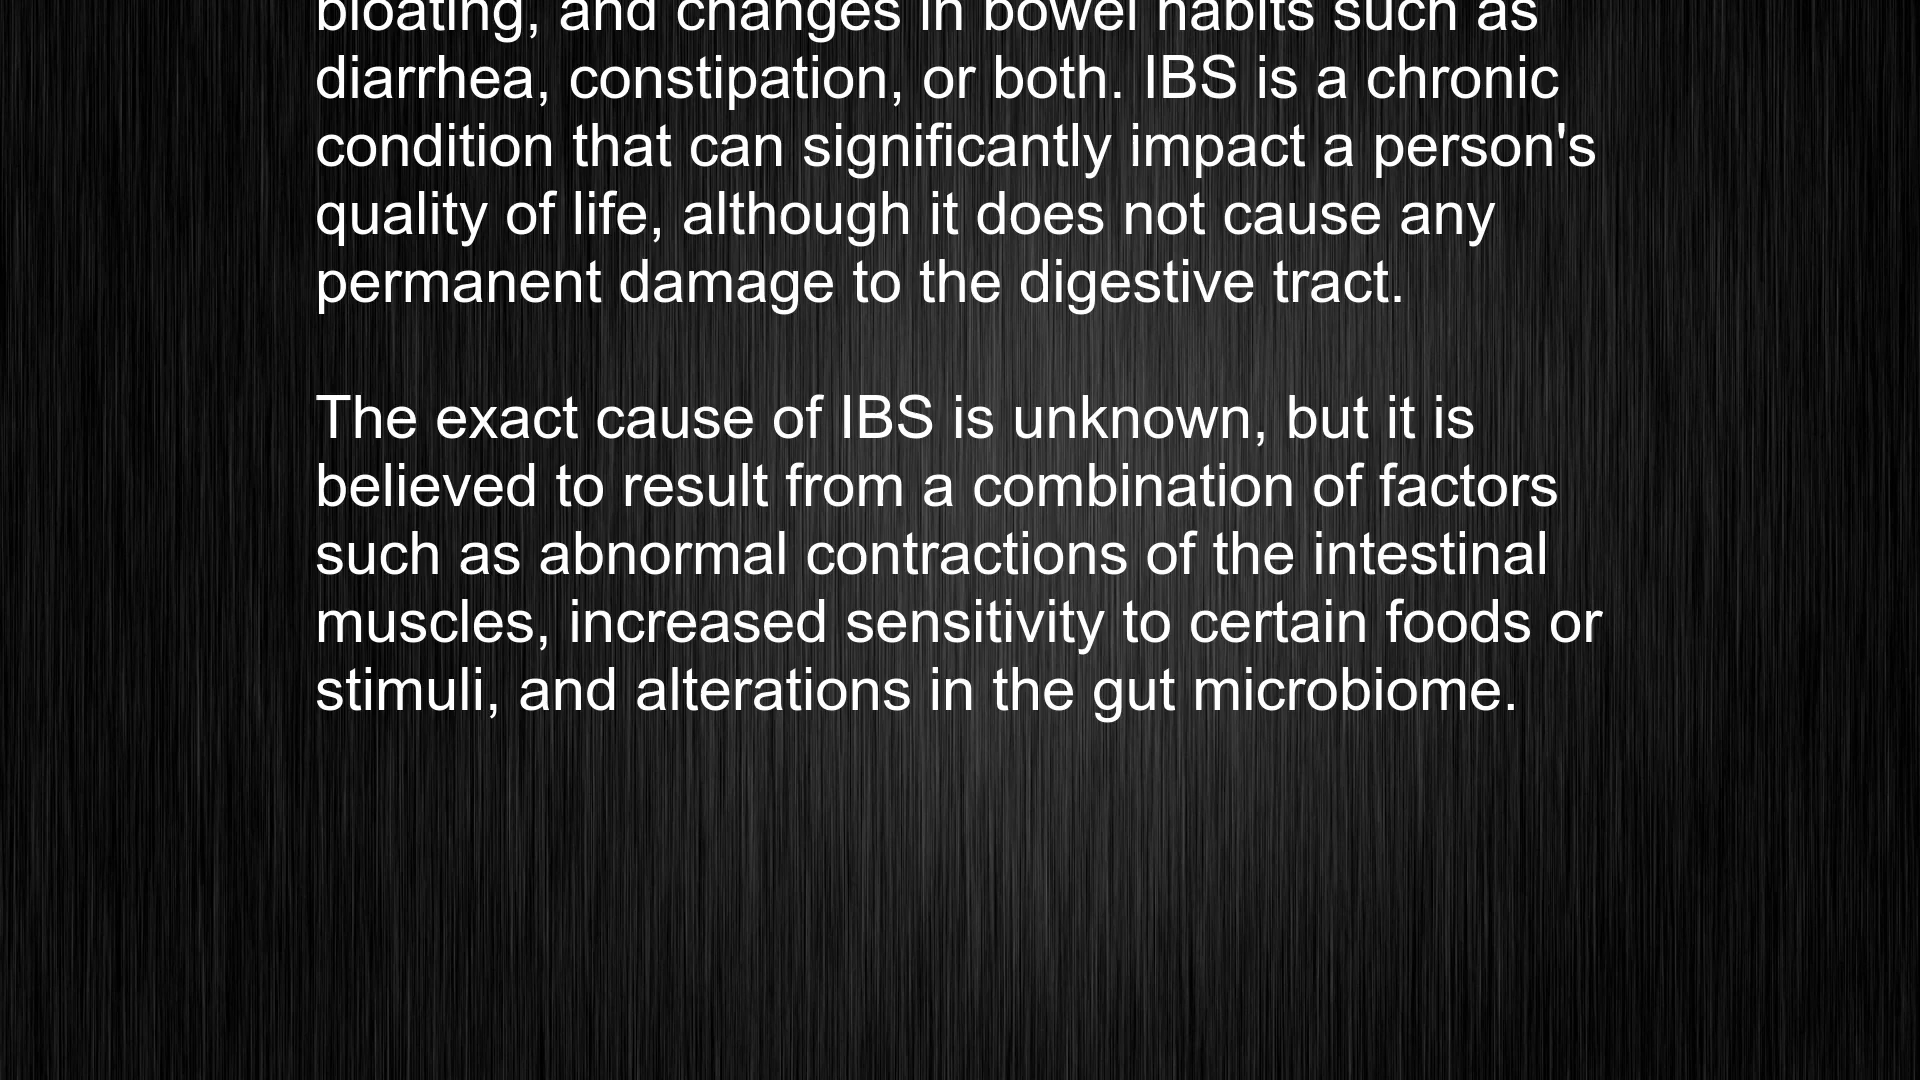 bloating, and changes in bowel habits such as
diarrhea, constipation, or both. IBS is a chronic
condition that can significantly impact a person's
quality of life, although it does not cause any
permanent damage to the digestive tract.
The exact cause of IBS is unknown, but it is
believed to result from a combination of factors
such as abnormal contractions of the intestinal
muscles, increased sensitivity to certain foods or
stimuli, and alterations in the gut microbiome.